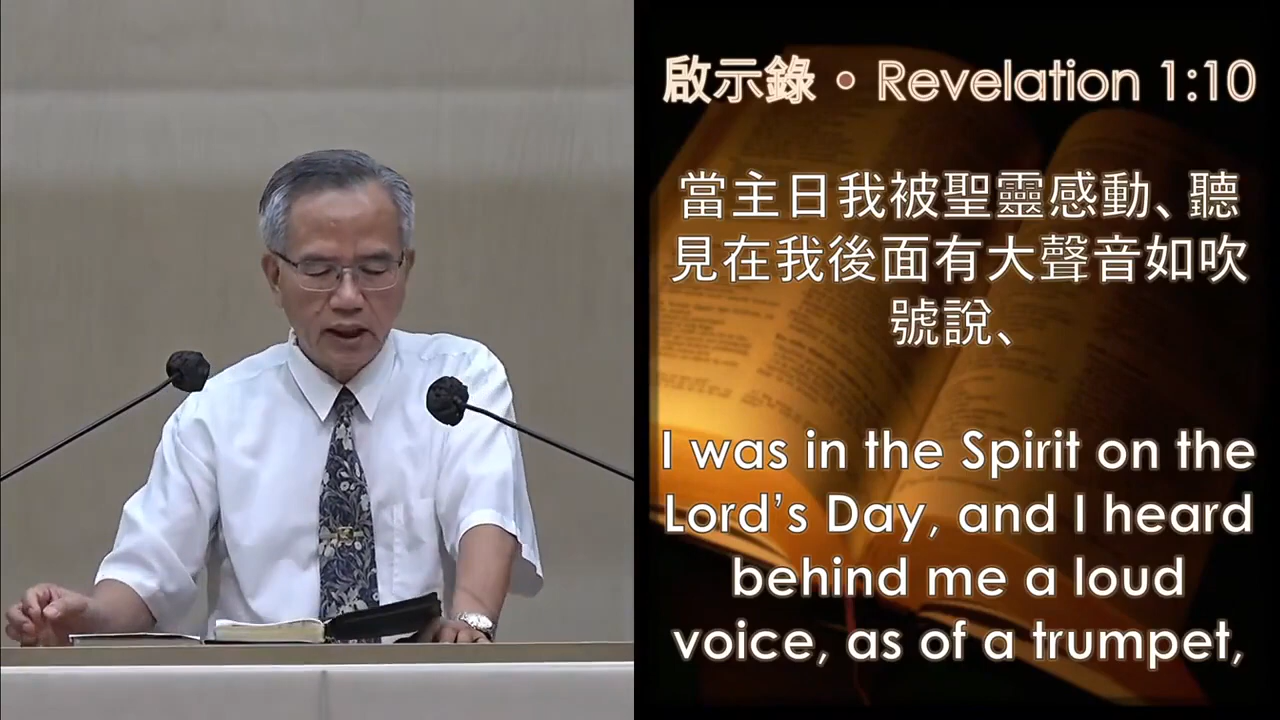 啟示錄 • Revelation 1:10
當主日我被聖靈感動、聽
見在我後面有大聲音如吹
號說、
I was in the Spirit on the
Lord’s Day, and I heard
behind me a loud
voice, as of a trumpet,